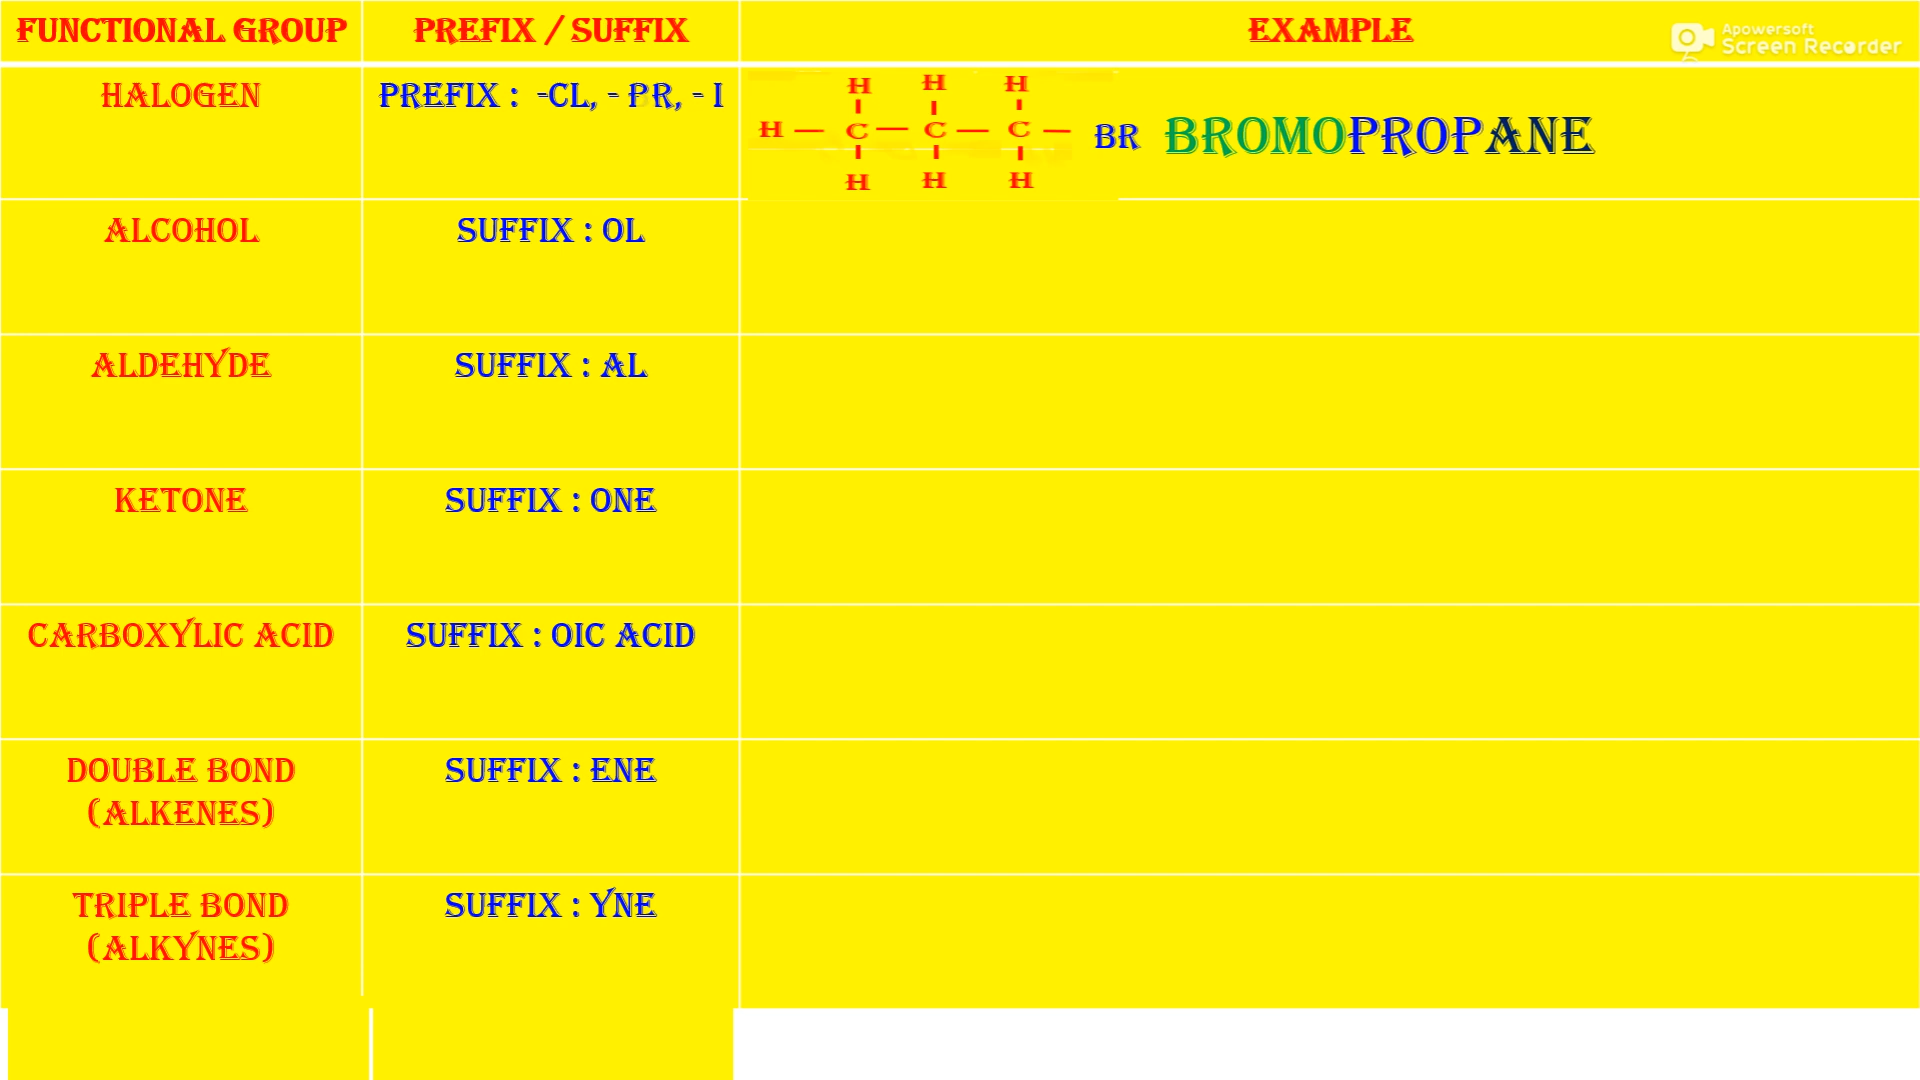 FUNCTIONAL GROUP PREFIX / SUFFIX EXAMPLE
Apowersoft
Screen Recorder
HALOGEN PREFIX : -CL, - PR, - I
H H H
H — C — C — C — BR BROMOPROPANE
H H H
ALCOHOL SUFFIX : OL
ALDEHYDE SUFFIX : AL
KETONE SUFFIX : ONE
CARBOXYLIC ACID SUFFIX : OIC ACID
DOUBLE BOND SUFFIX : ENE
(ALKENES)
TRIPLE BOND SUFFIX : YNE
(ALKYNES)